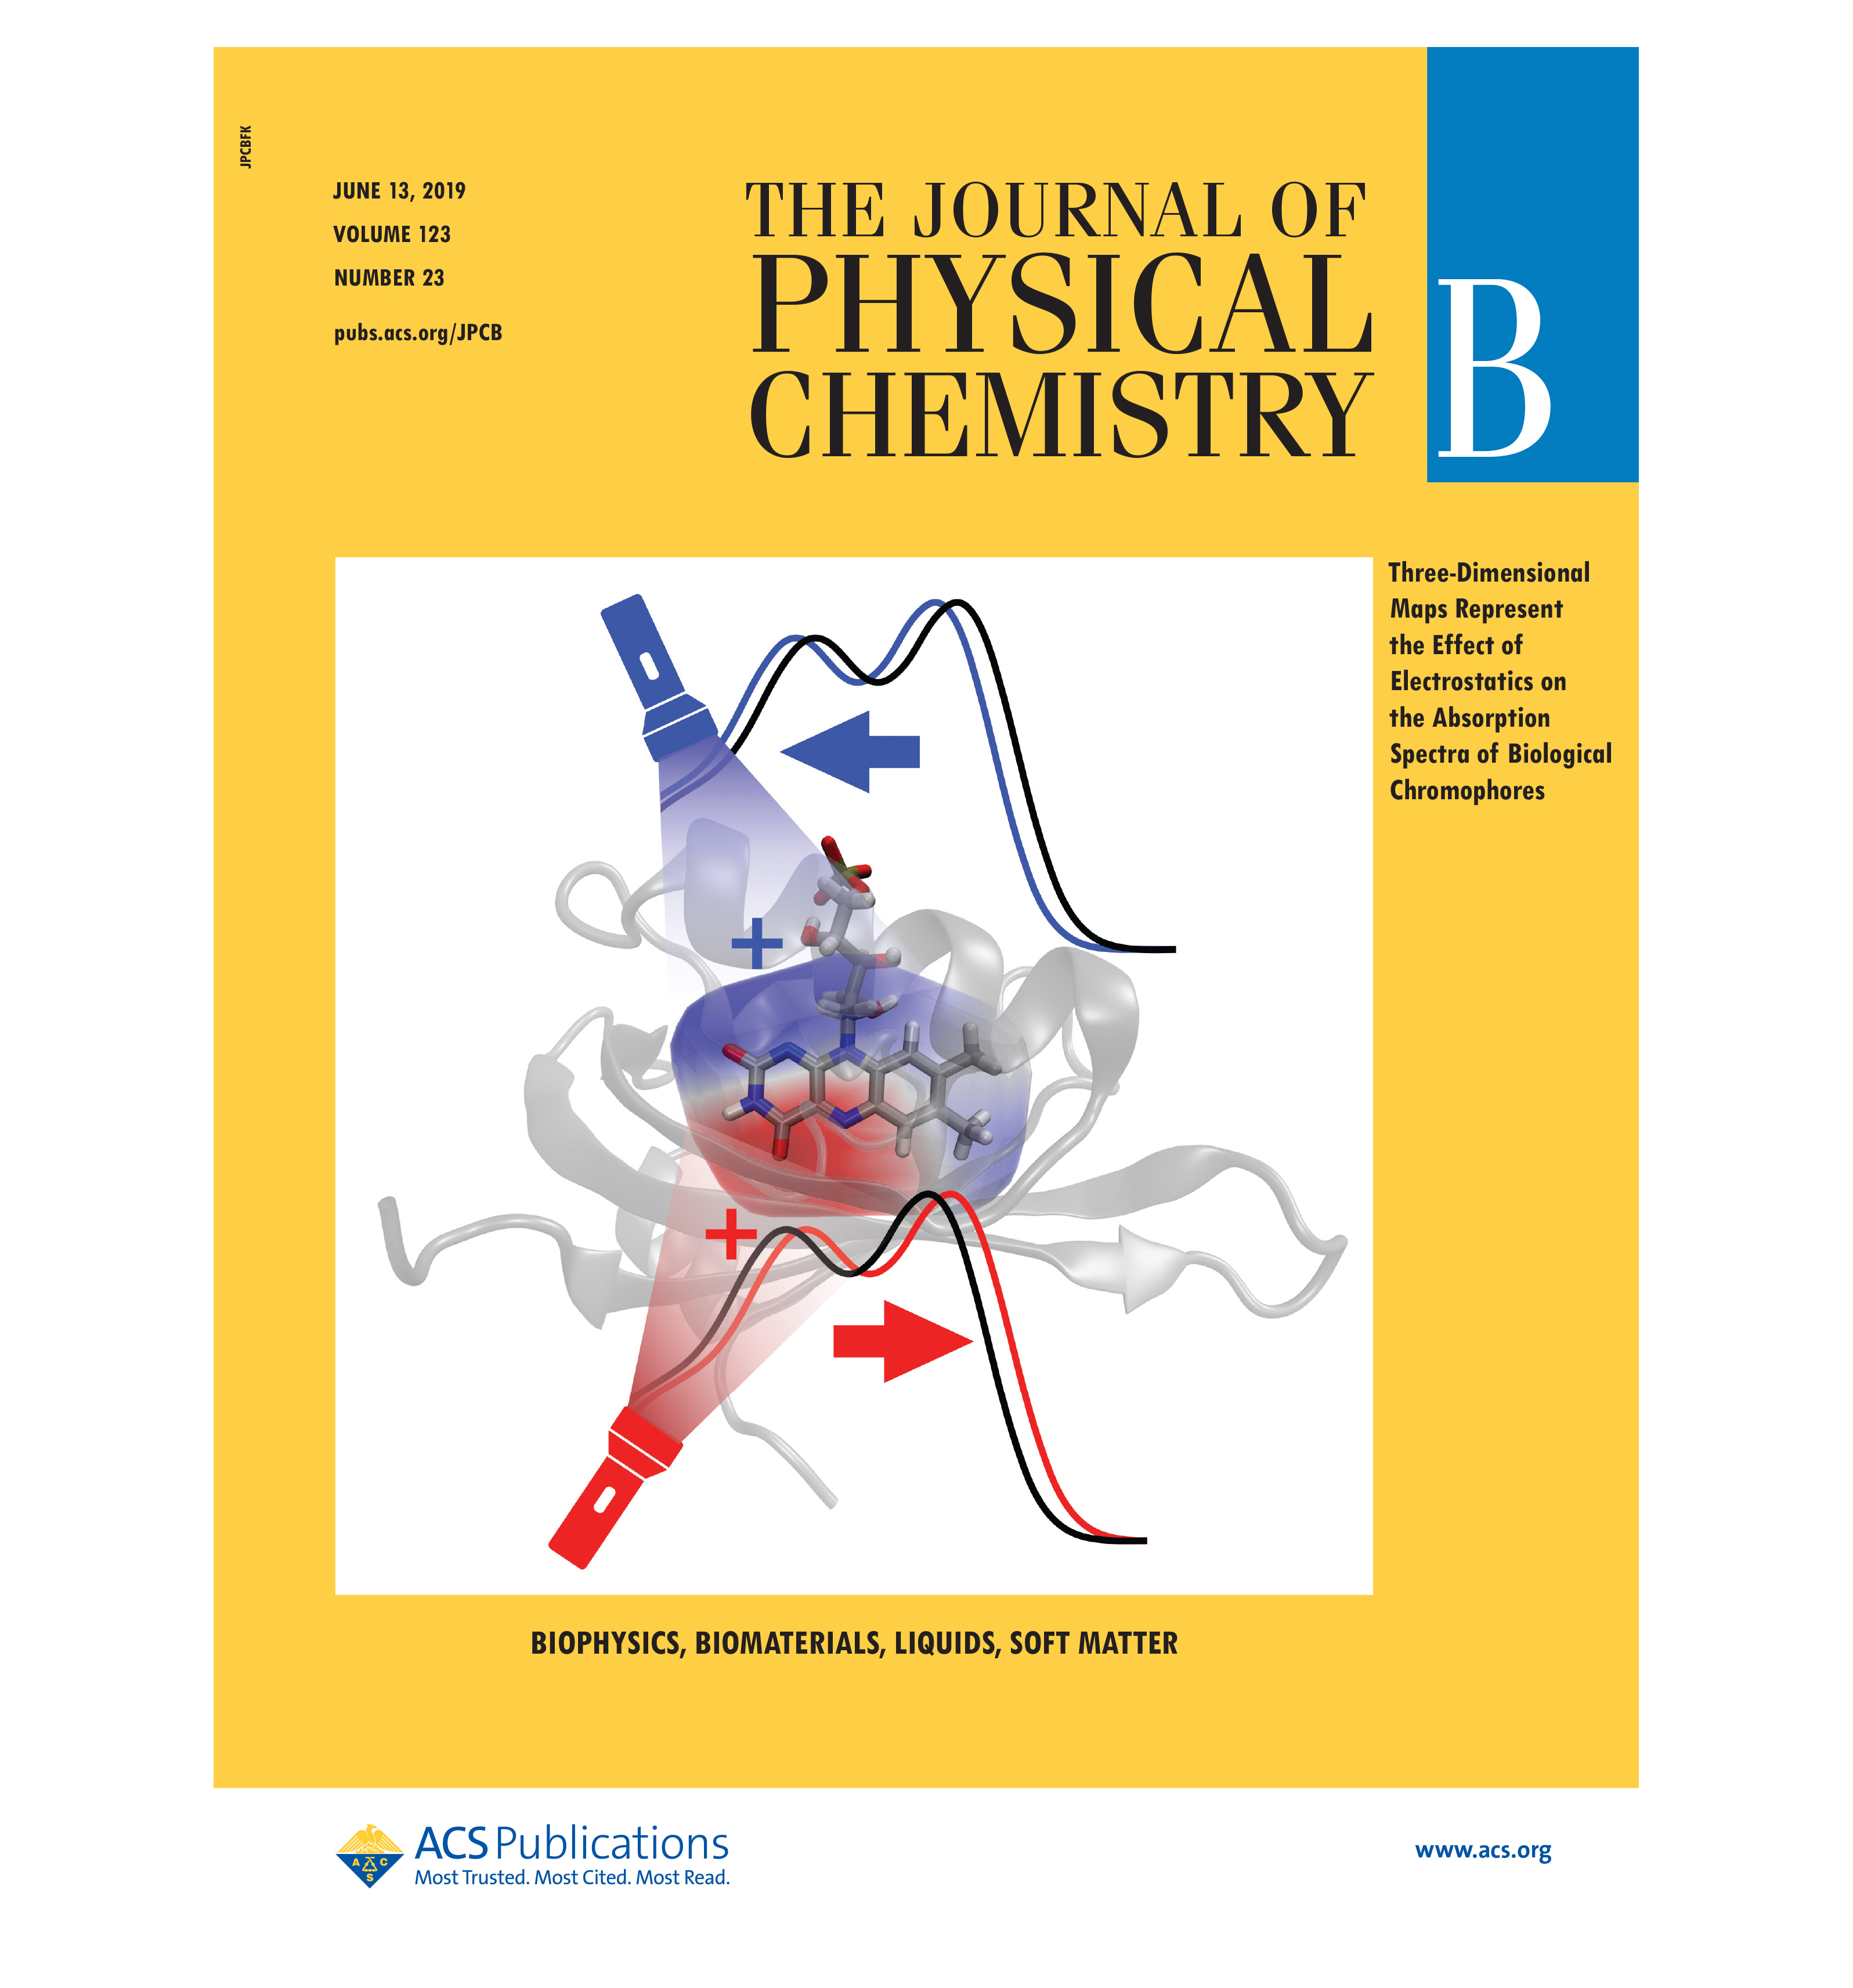 JPCBFK
JUNE 13, 2019
VOLUME 123
NUMBER 23
pubs.acs.org/JPCB
THE JOURNAL OF
PHYSICAL
CHEMISTRY
B
Three-Dimensional
Maps Represent
the Effect of
Electrostatics on
the Absorption
Spectra of Biological
Chromophores
+
+
BIOPHYSICS, BIOMATERIALS, LIQUIDS, SOFT MATTER
A C
S
ACS Publications
Most Trusted. Most Cited. Most Read.
www.acs.org